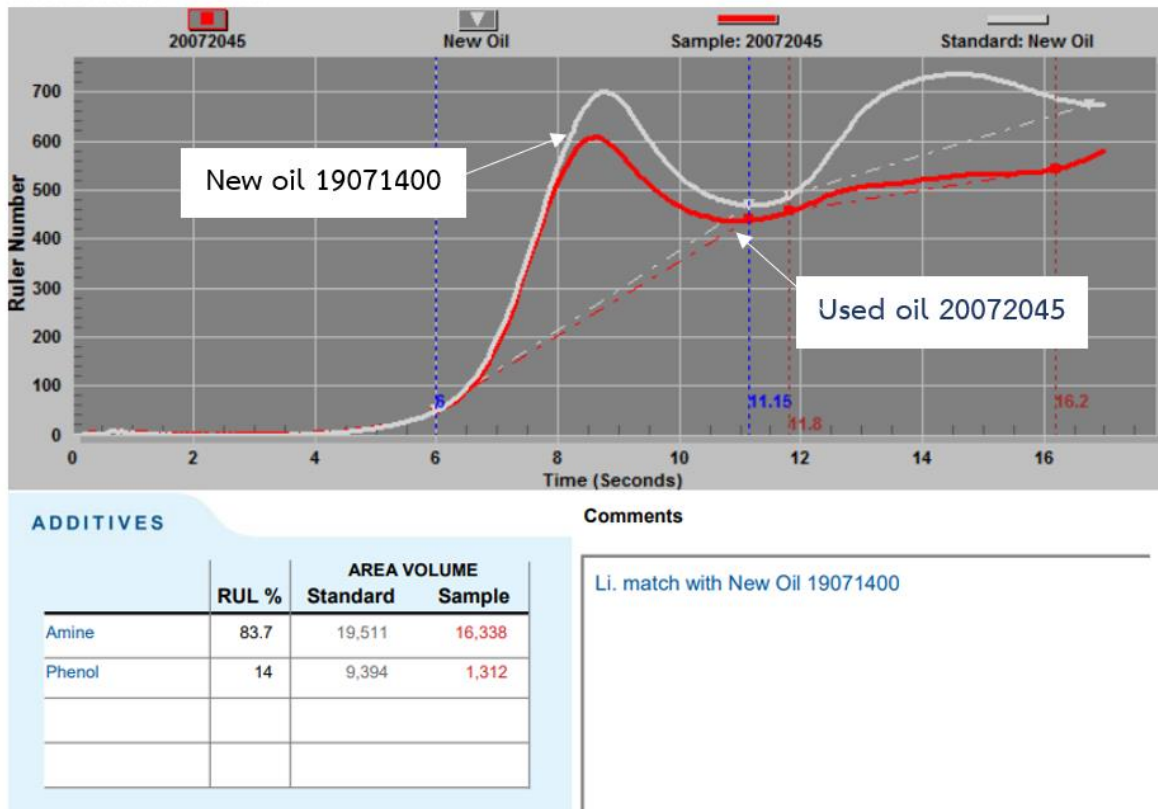 20072045 New Oil Sample: 20072045 Standard: New Oil
Ruler Number
700
600
500
400
300
200
100
0
New oil 19071400
Used oil 20072045
6 11.15 11.8 16.2
0 2 4 6 8 10 12 14 16
Time (Seconds)
ADDITIVES
AREA VOLUME
RUL % Standard Sample
Amine 83.7 19,511 16,338
Phenol 14 9,394 1,312
Comments
Li. match with New Oil 19071400